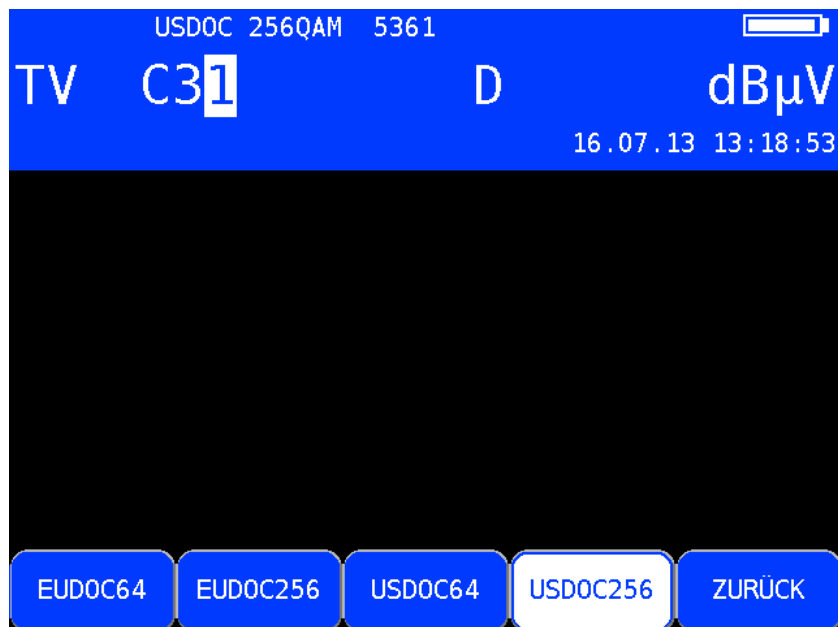 USDOC 256QAM 5361
TV C31 D dBµV
16.07.13 13:18:53
EUDOC64 EUDOC256 USDOC64 USDOC256 ZURÜCK